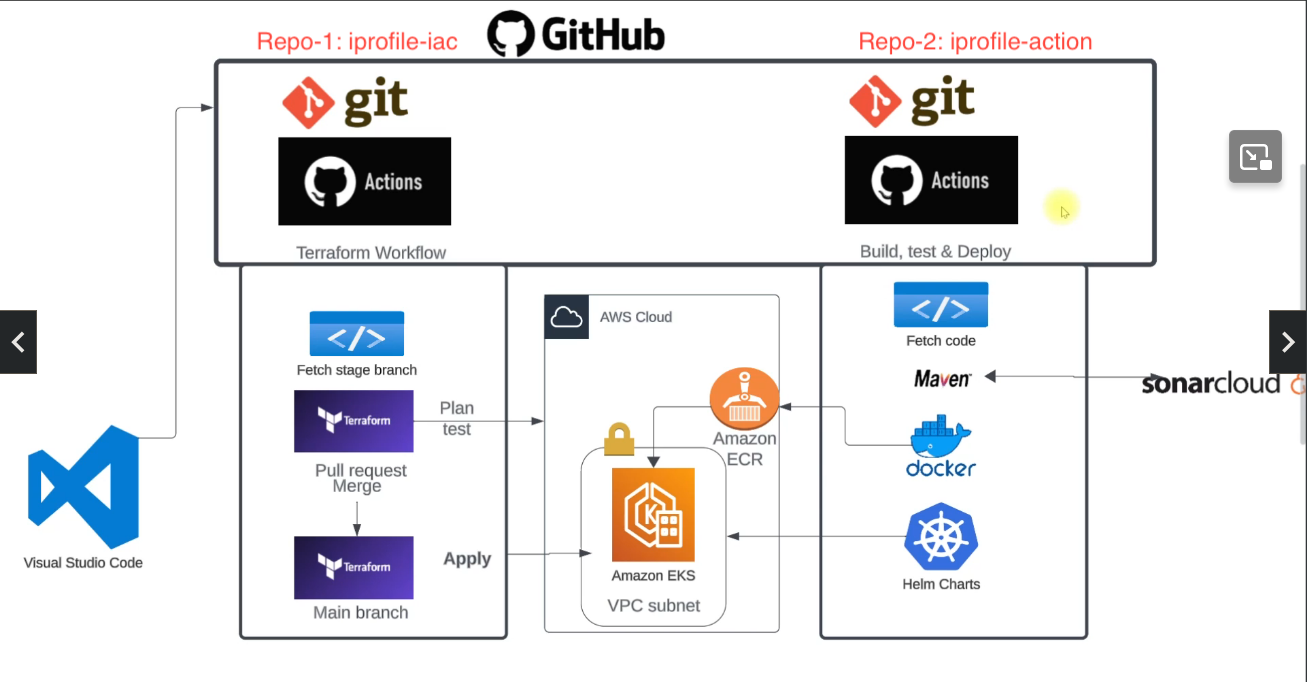 GitHub
Repo-1: iprofile-iac
Repo-2: iprofile-action
git
Actions
Terraform Workflow
git
Actions
Build, test & Deploy
Visual Studio Code
Fetch stage branch
Terraform
Plan
test
Pull request
Merge
Terraform
Main branch
Apply
AWS Cloud
Amazon
ECR
K
Amazon EKS
VPC subnet
Fetch code
Maven
sonarcloud
docker
Helm Charts